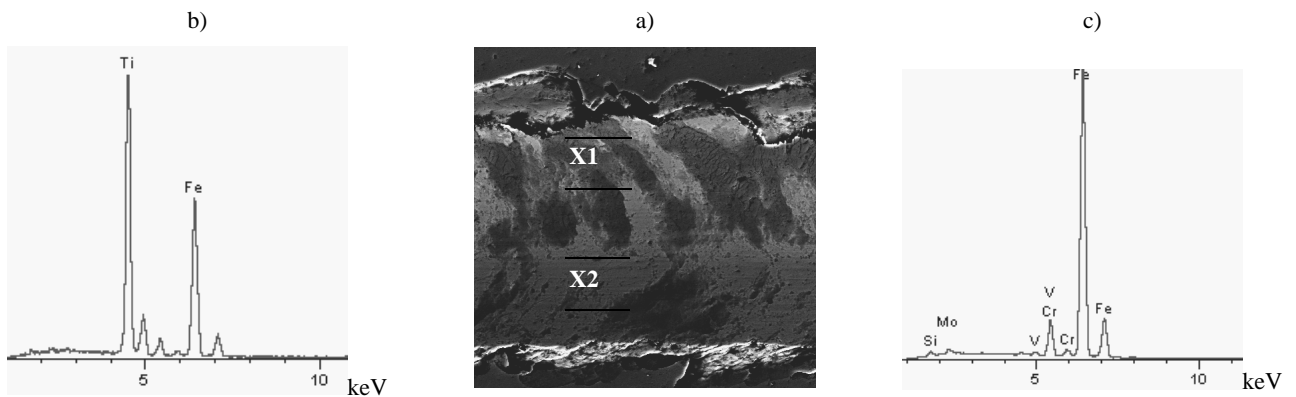 b) a) c)
Ti
Fe
5 10 keV
X1
X2
Fe
V
Cr Fe
Mo
Si V Cr
5 10 keV